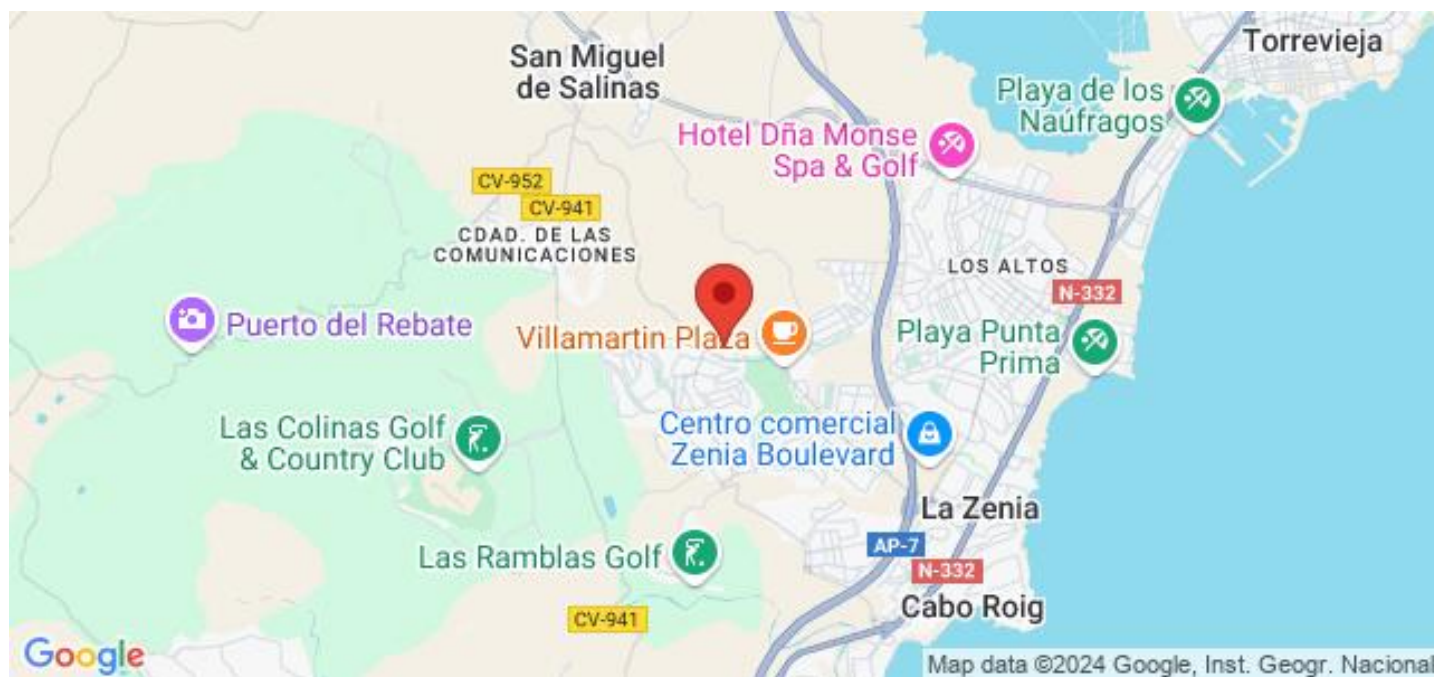 San Miguel
de Salinas
Torrevieja
Playa de los
Naúfragos
Hotel Dña Monse
Spa & Golf
CV-952
CV-941
CDAD. DE LAS
COMUNICACIONES
LOS ALTOS
N-332
Puerto del Rebate
Villamartin Plaza
Playa Punta
Prima
Las Colinas Golf
& Country Club
Centro comercial
Zenia Boulevard
La Zenia
AP-7
Las Ramblas Golf
N-332
Cabo Roig
CV-941
Google
Map data ©2024 Google, Inst. Geogr. Nacional